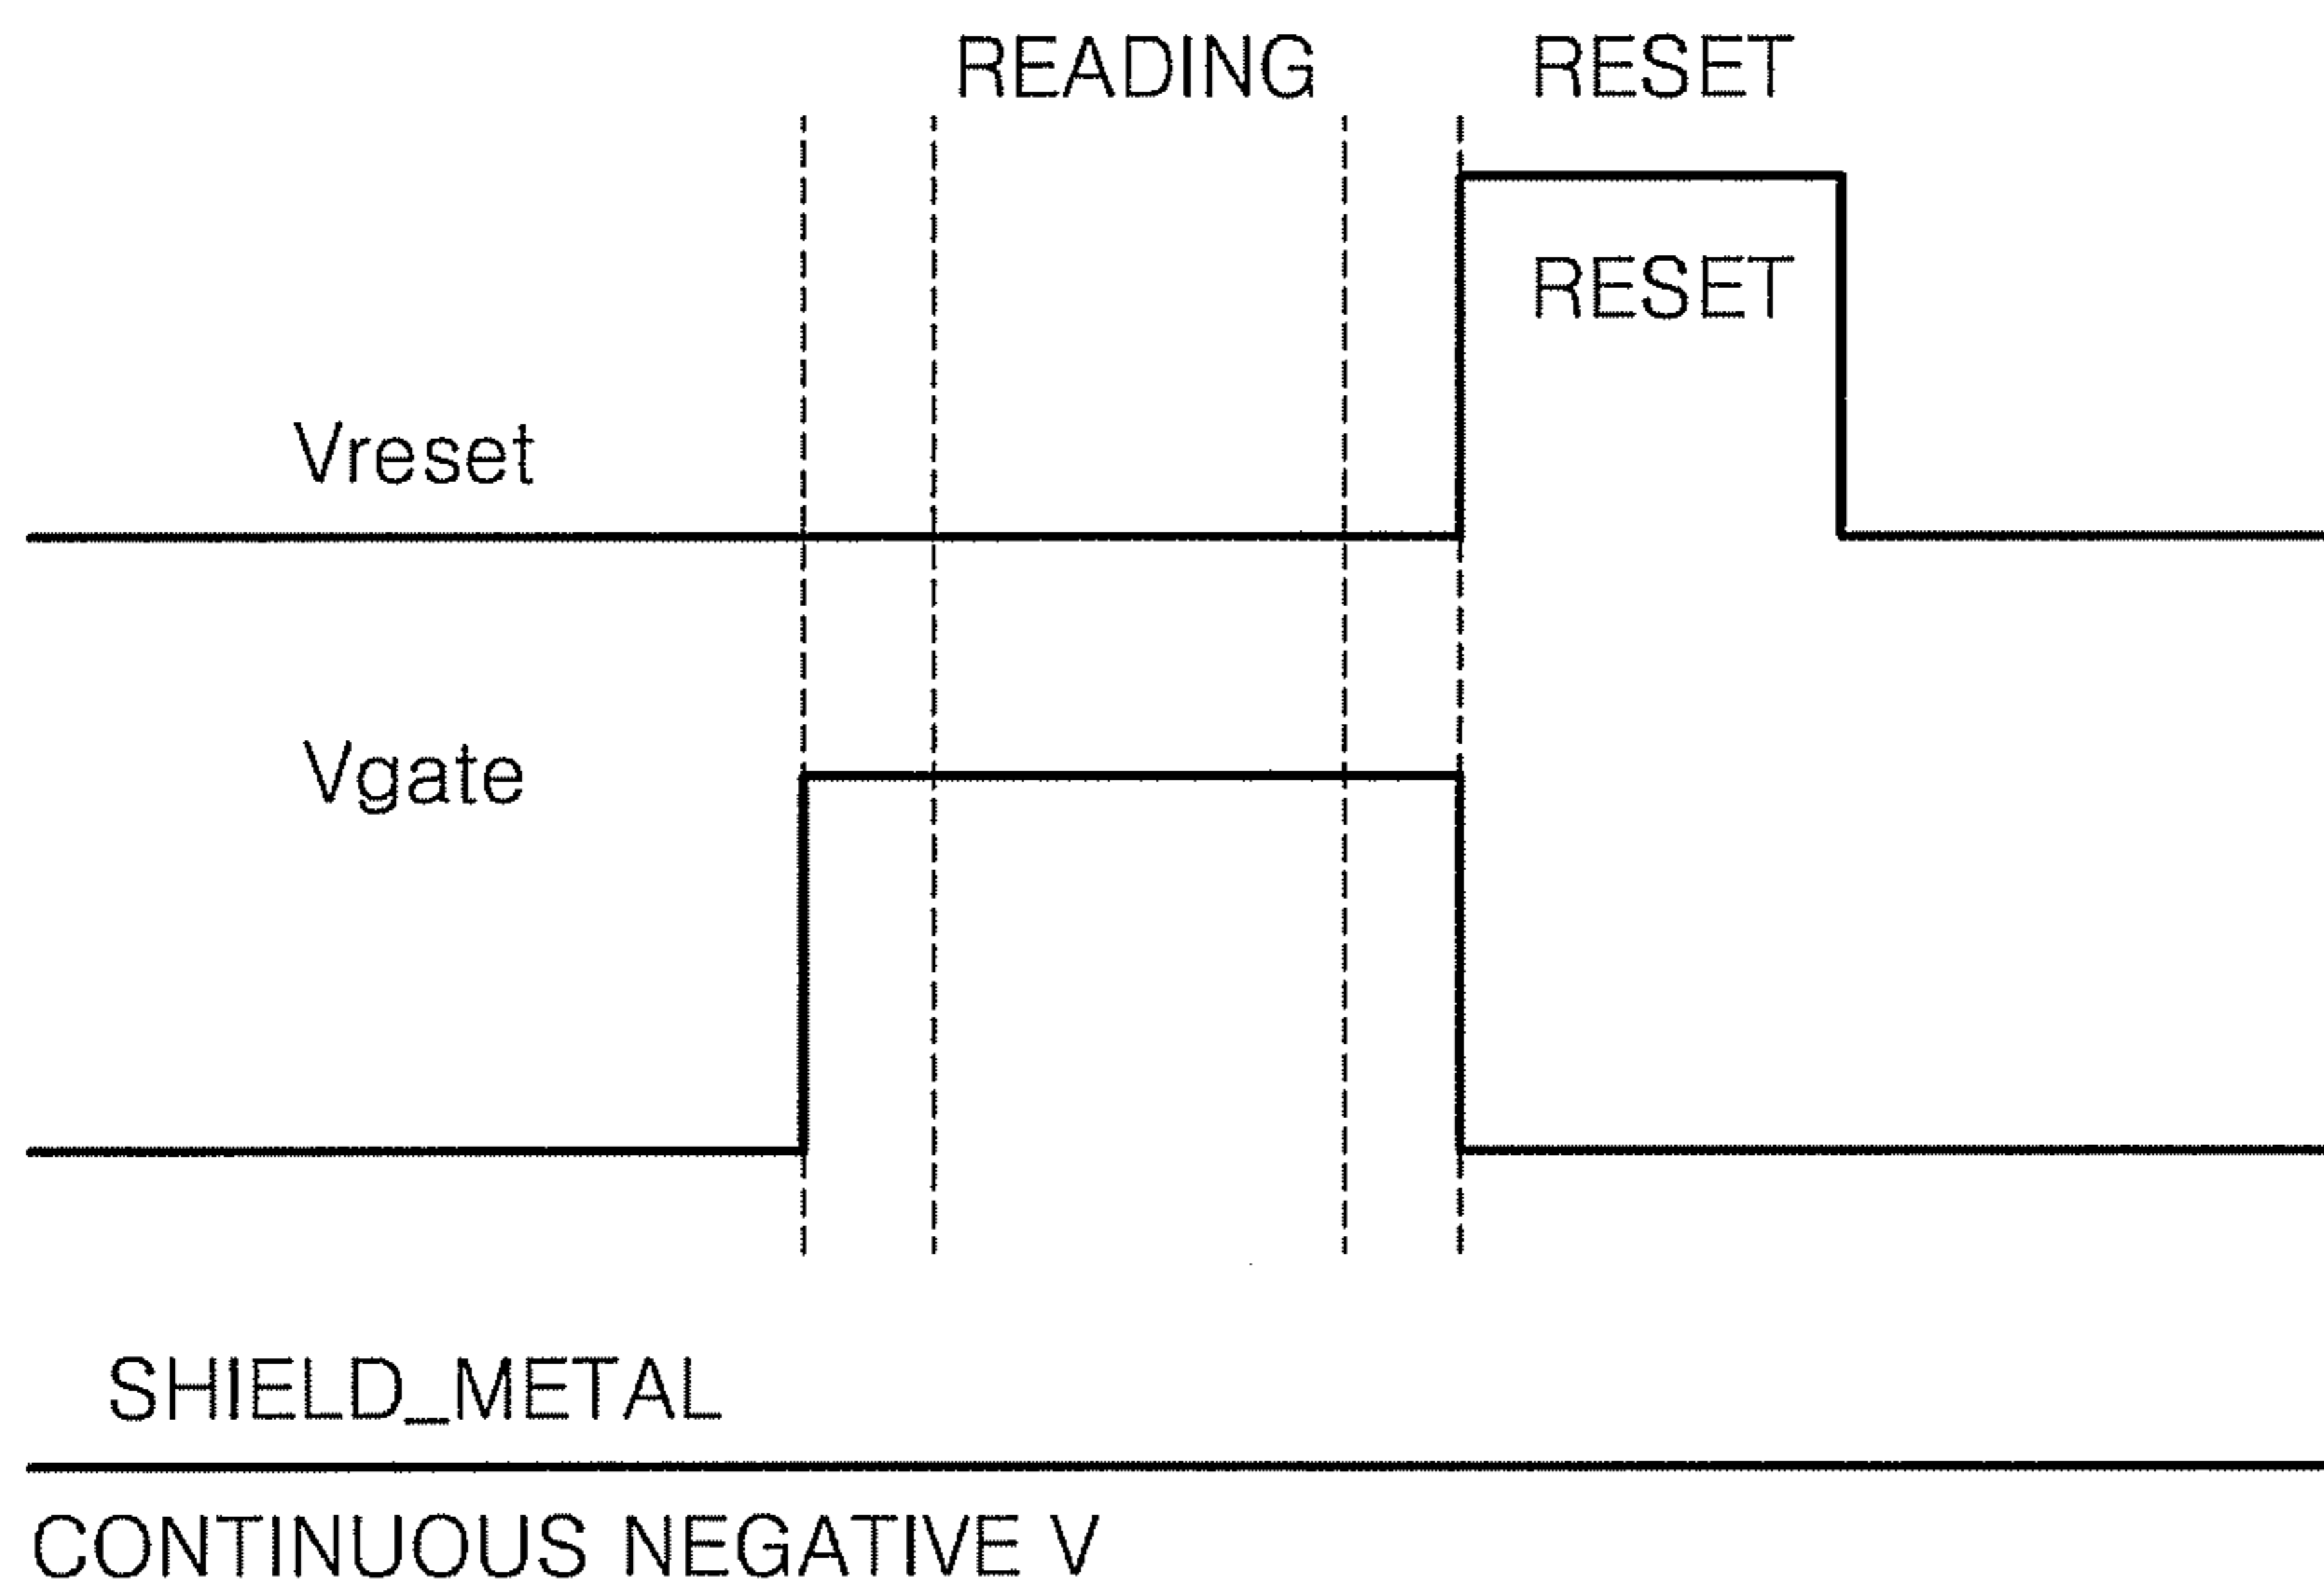 READING RESET
RESET
Vreset
Vgate
SHIELD_METAL
CONTINUOUS NEGATIVE V